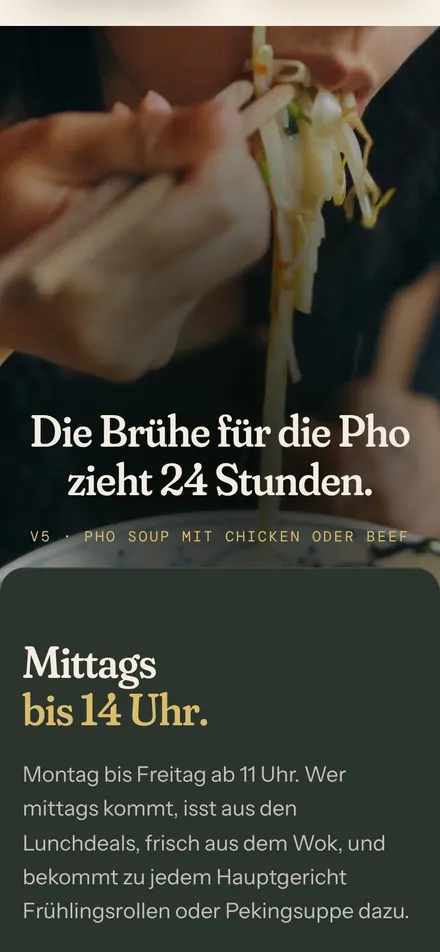 Die Brühe für die Pho
zieht 24 Stunden.
V5 · PHO SOUP MIT CHICKEN ODER BEEF
Mittags
bis 14 Uhr.
Montag bis Freitag ab 11 Uhr. Wer
mittags kommt, isst aus den
Lunchdeals, frisch aus dem Wok, und
bekommt zu jedem Hauptgericht
Frühlingsrollen oder Pekingsuppe dazu.